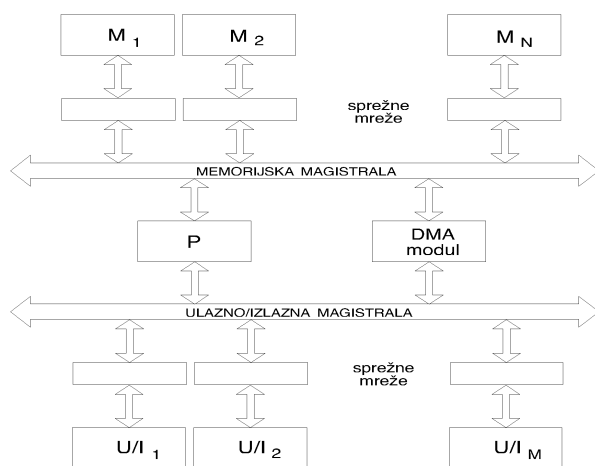 M 1 M 2 M N
sprežne
mreže
MEMORIJSKA MAGISTRALA
P
DMA
modul
ULAZNO/IZLAZNA MAGISTRALA
sprežne
mreže
U/I 1 U/I 2 U/I M